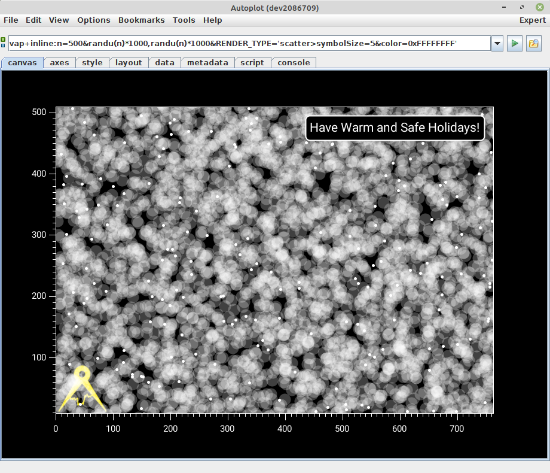 Autoplot (dev2086709)
File Edit View Options Bookmarks Tools Help Expert
vap+inline:n=500&randu(n)*1000,randu(n)*1000&RENDER_TYPE='scatter>symbolSize=5&color=0xFFFFFFFF'
canvas axes style layout data metadata script console
Have Warm and Safe Holidays!
500
400
300
200
100
0 100 200 300 400 500 600 700